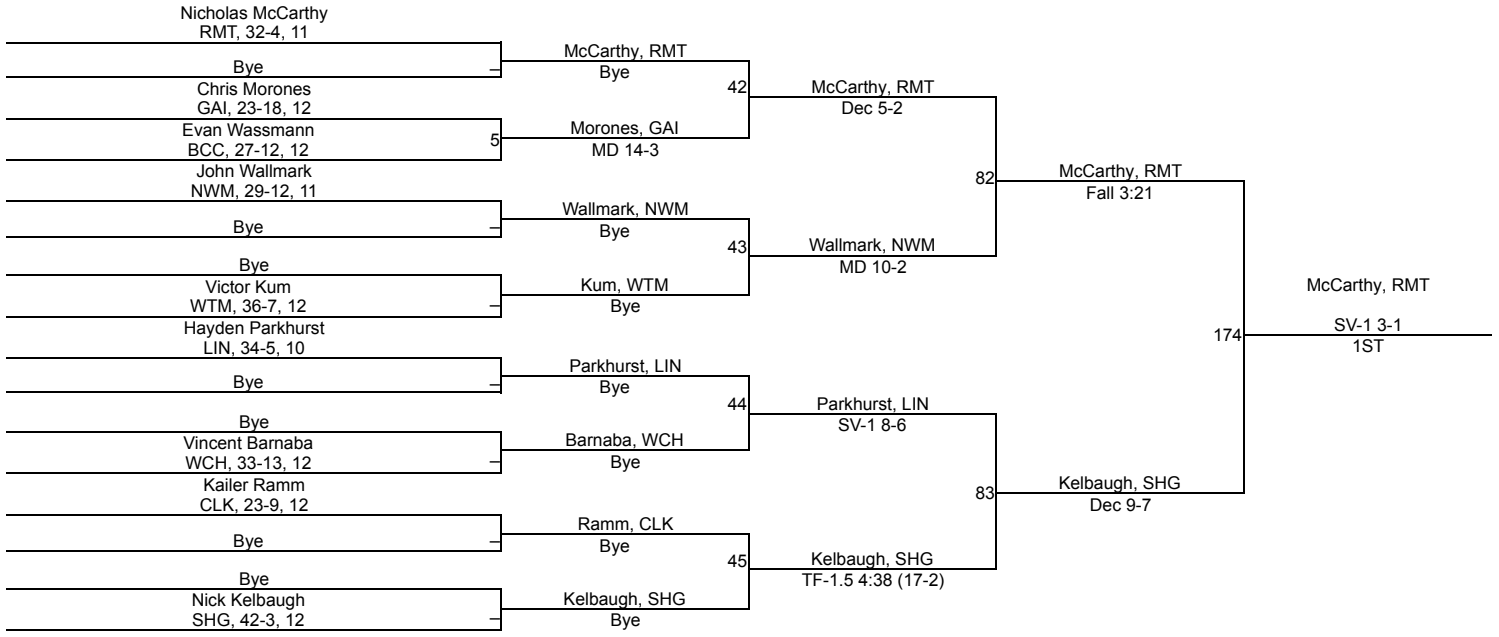 Nicholas McCarthy
RMT, 32-4, 11
Bye
Chris Morones
GAI, 23-18, 12
Evan Wassmann
BCC, 27-12, 12
5
John Wallmark
NWM, 29-12, 11
Bye
Bye
Victor Kum
WTM, 36-7, 12
Hayden Parkhurst
LIN, 34-5, 10
Bye
Bye
Vincent Barnaba
WCH, 33-13, 12
Kailer Ramm
CLK, 23-9, 12
Bye
Bye
Nick Kelbaugh
SHG, 42-3, 12
McCarthy, RMT
Bye
42
Morones, GAI
MD 14-3
Wallmark, NWM
Bye
43
Kum, WTM
Bye
Parkhurst, LIN
Bye
44
Barnaba, WCH
Bye
Ramm, CLK
Bye
45
Kelbaugh, SHG
Bye
McCarthy, RMT
Dec 5-2
82
Wallmark, NWM
MD 10-2
Parkhurst, LIN
SV-1 8-6
83
Kelbaugh, SHG
TF-1.5 4:38 (17-2)
McCarthy, RMT
Fall 3:21
174
Kelbaugh, SHG
Dec 9-7
McCarthy, RMT
SV-1 3-1
1ST